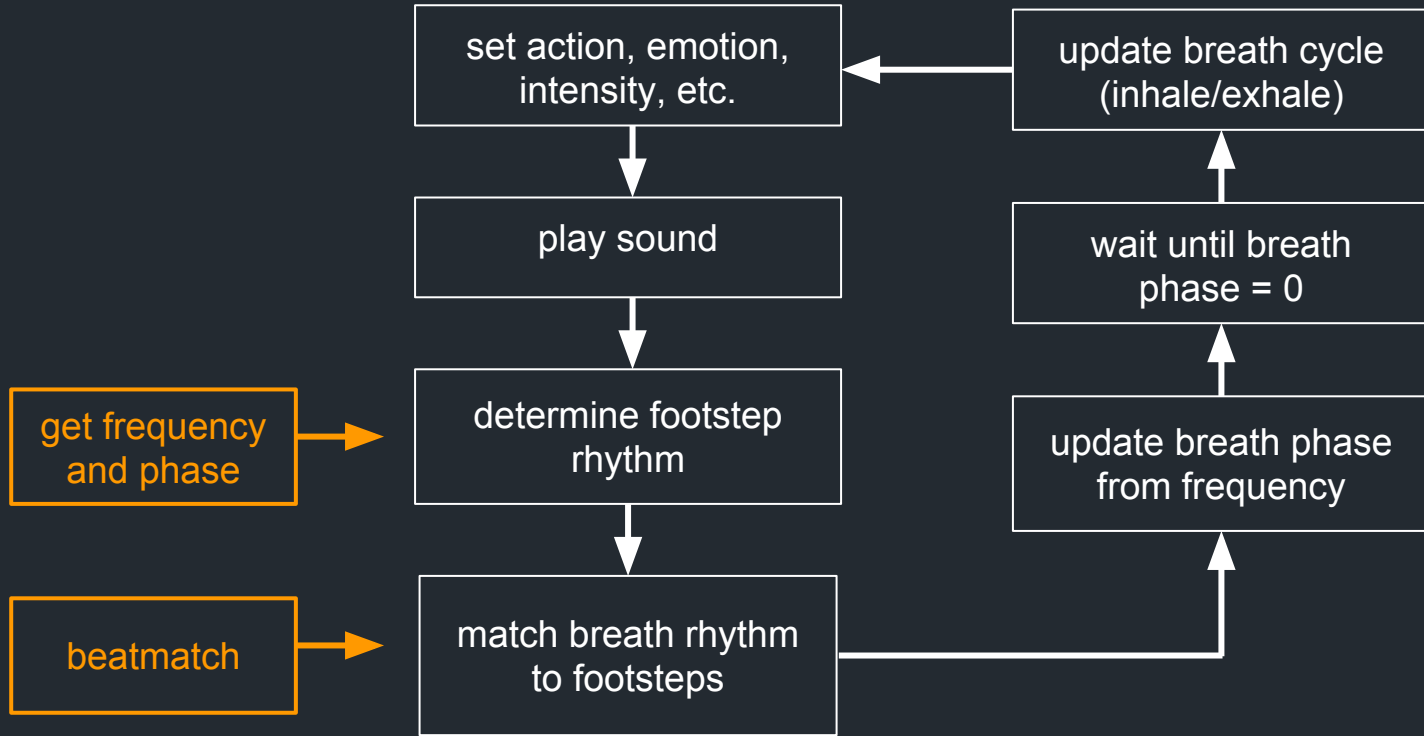 set action, emotion,
intensity, etc.
play sound
determine footstep
rhythm
match breath rhythm
to footsteps
update breath phase
from frequency
wait until breath
phase = 0
update breath cycle
(inhale/exhale)
get frequency
and phase
beatmatch